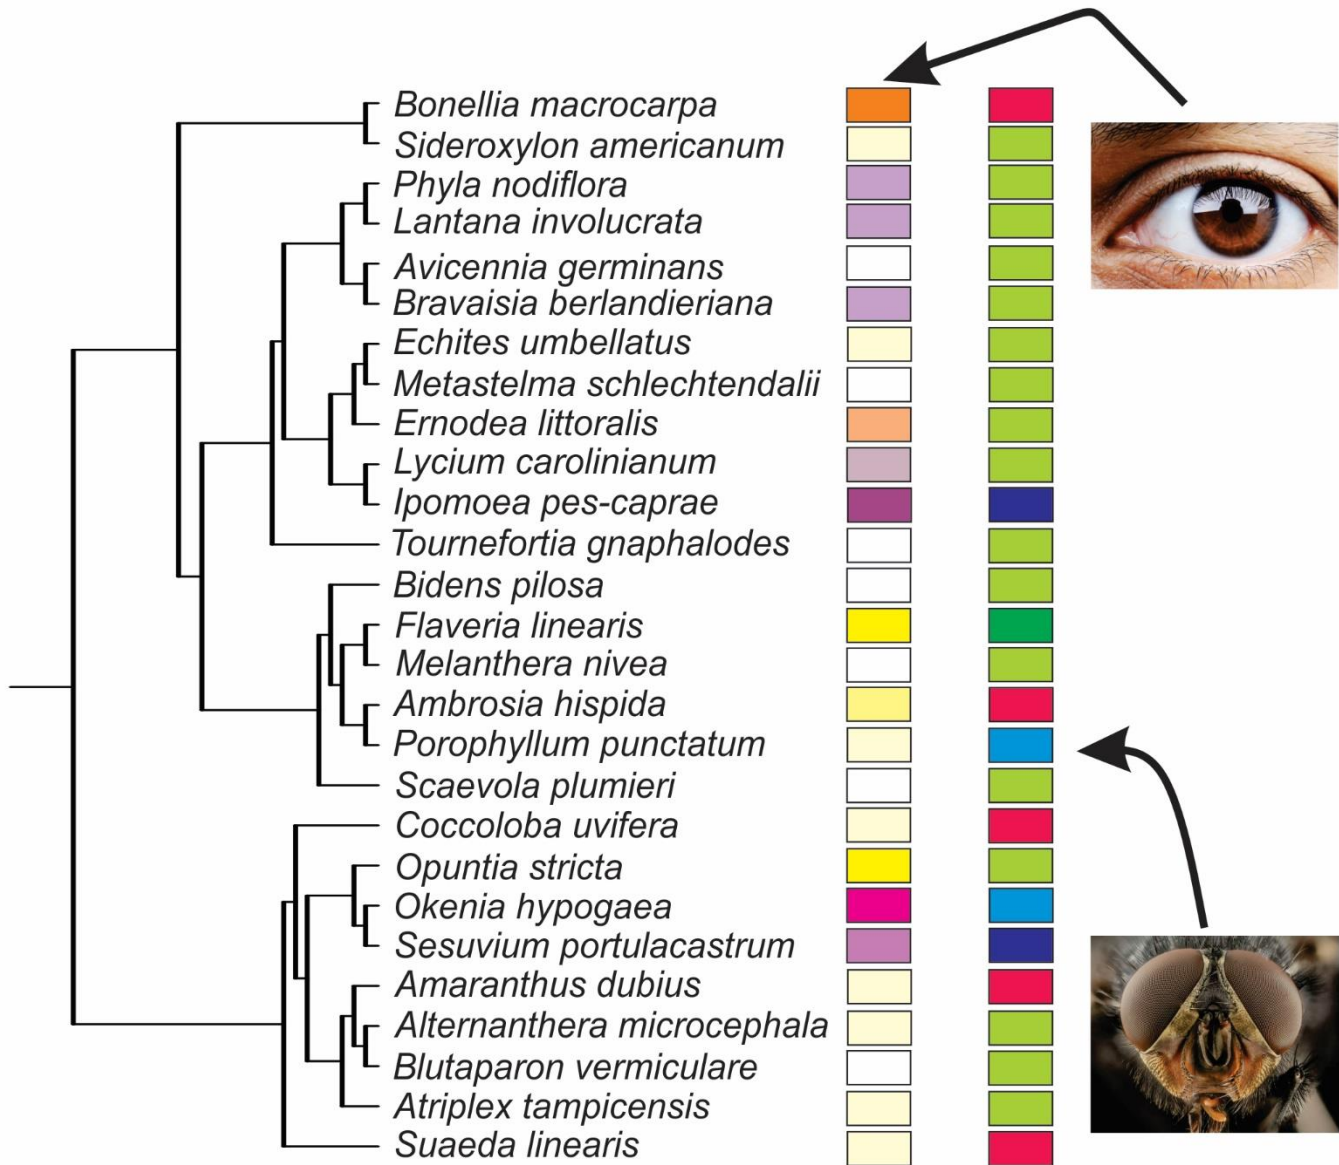 Bonellia macrocarpa
Sideroxylon americanum
Phyla nodiflora
Lantana involucrata
Avicennia germinans
Bravaisia berlandieriana
Echites umbellatus
Metastelma schlechtendalii
Ernodea littoralis
Lycium carolinianum
Ipomoea pes-caprae
Tournefortia gnaphalodes
Bidens pilosa
Flaveria linearis
Melanthera nivea
Ambrosia hispida
Porophyllum punctatum
Scaevola plumieri
Coccoloba uvifera
Opuntia stricta
Okenia hypogaea
Sesuvium portulacastrum
Amaranthus dubius
Alternanthera microcephala
Blutaparon vermiculare
Atriplex tampicensis
Suaeda linearis